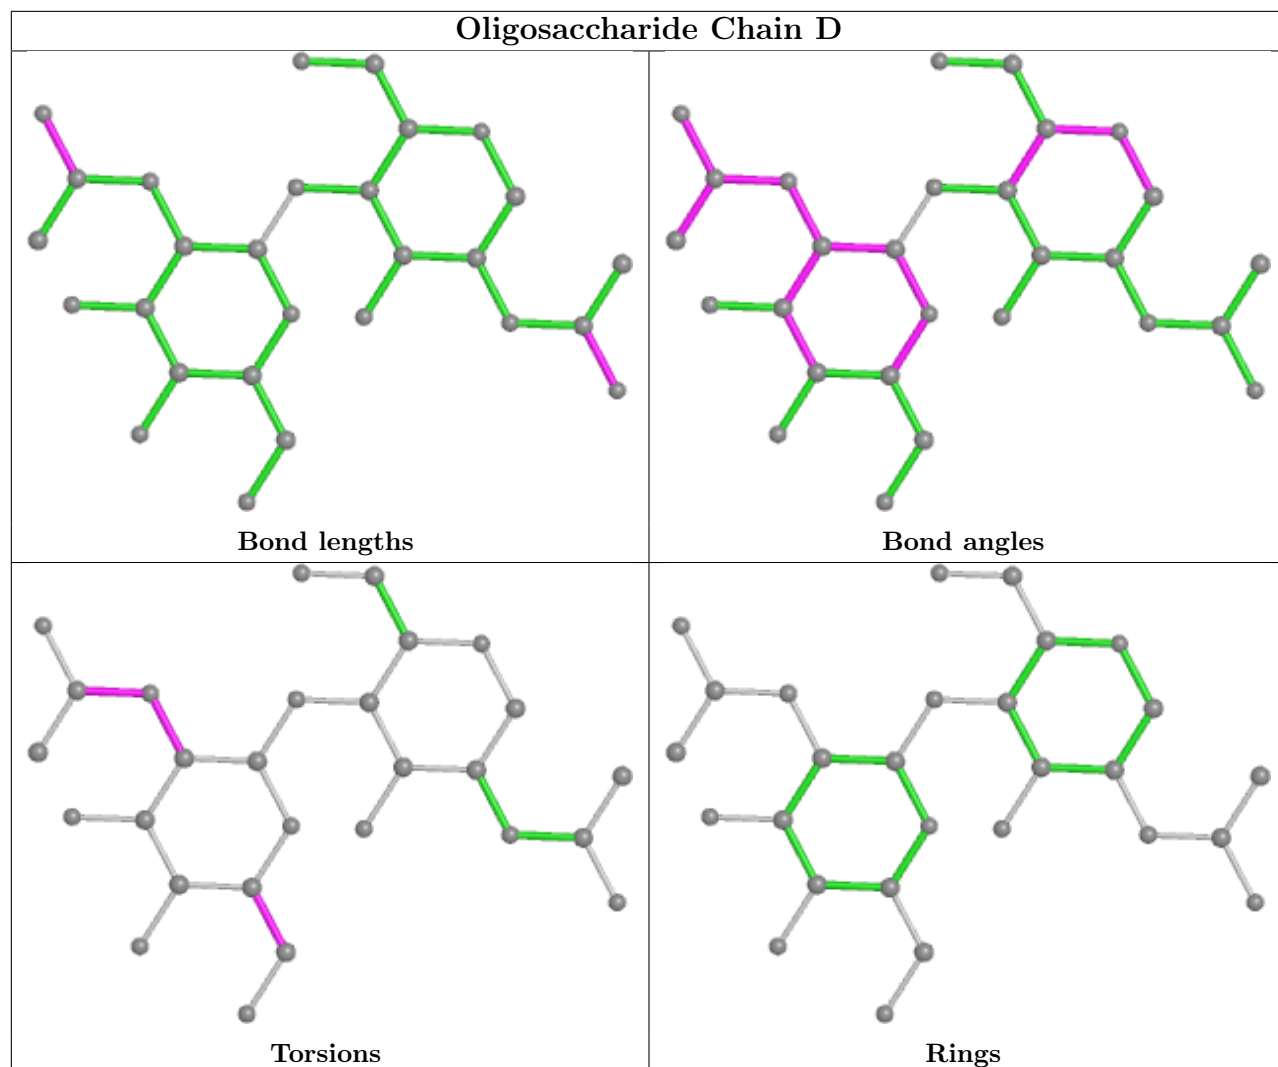 Oligosaccharide Chain D
Bond lengths
Bond angles
Torsions
Rings